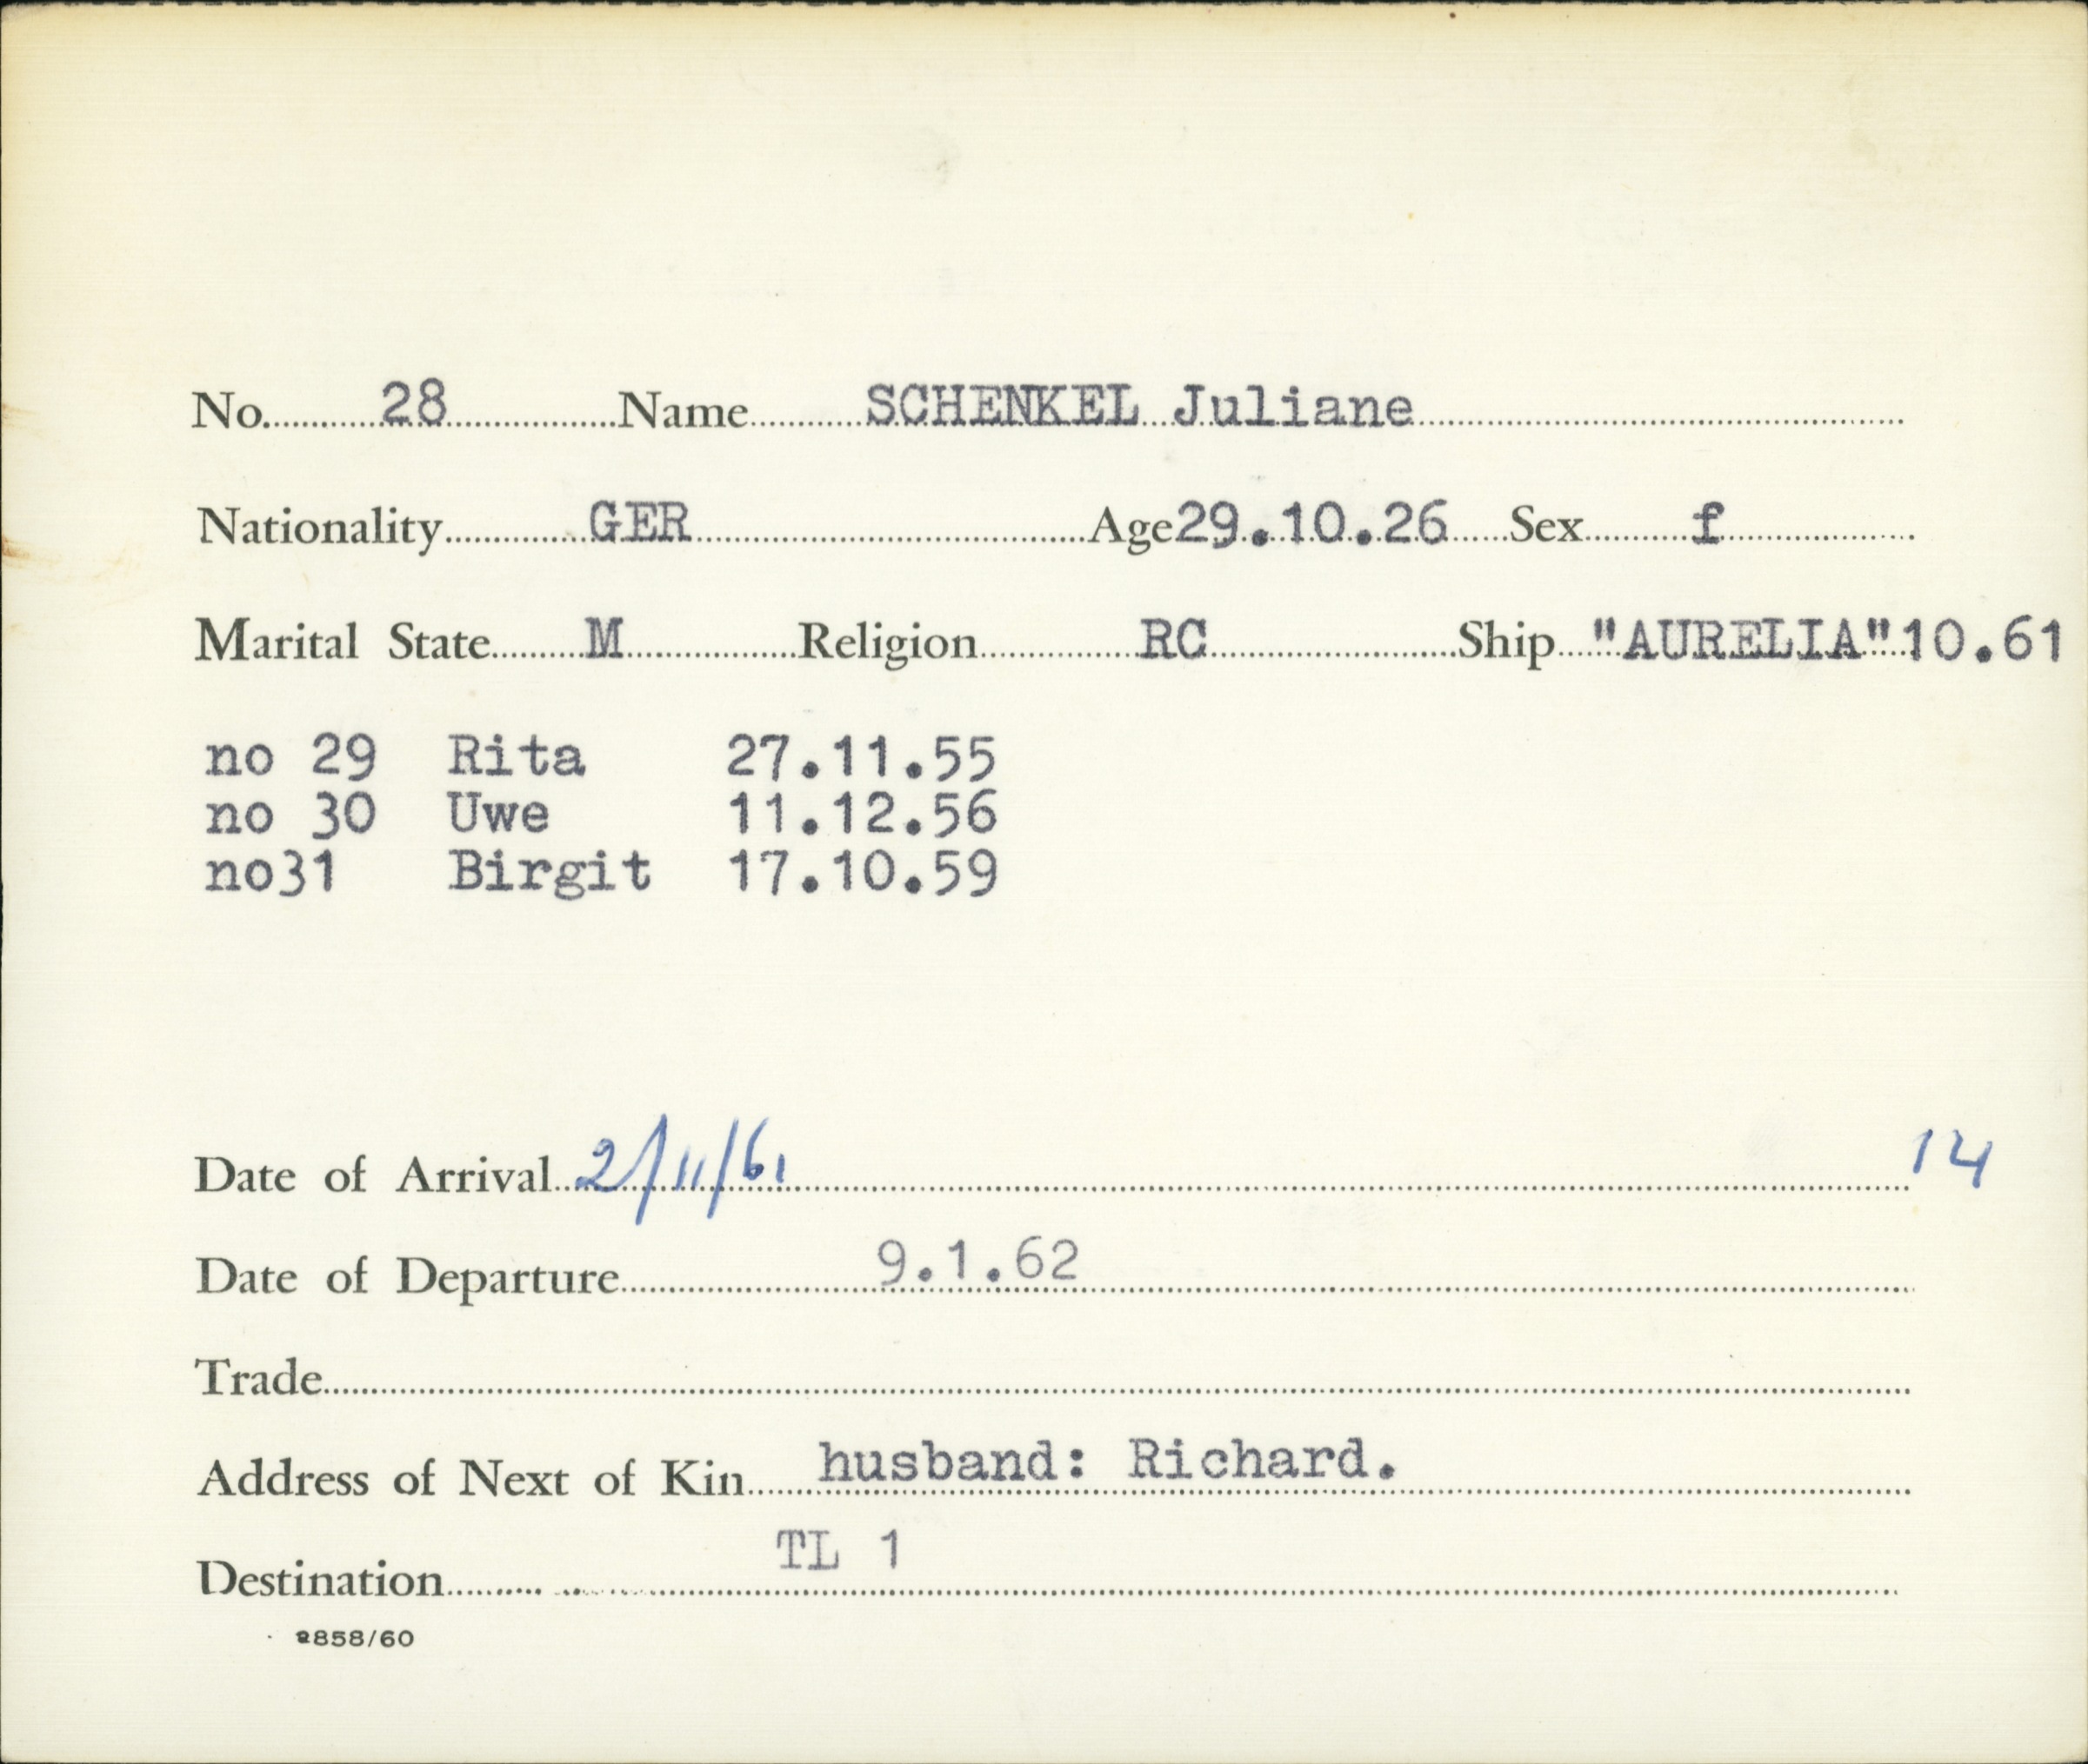 No. 28 Name SCHENKEL Juliane
Nationality GER Age 29.10.26 Sex f
Marital State M Religion RC Ship "AURELIA" 10.61
no 29 Rita 27.11.55
no 30 Uwe 11.12.56
no31 Birgit 17.10.59
Date of Arrival 2/11/61 14
Date of Departure 9.1.62
Trade
Address of Next of Kin husband: Richard.
Destination TL 1
2858/60